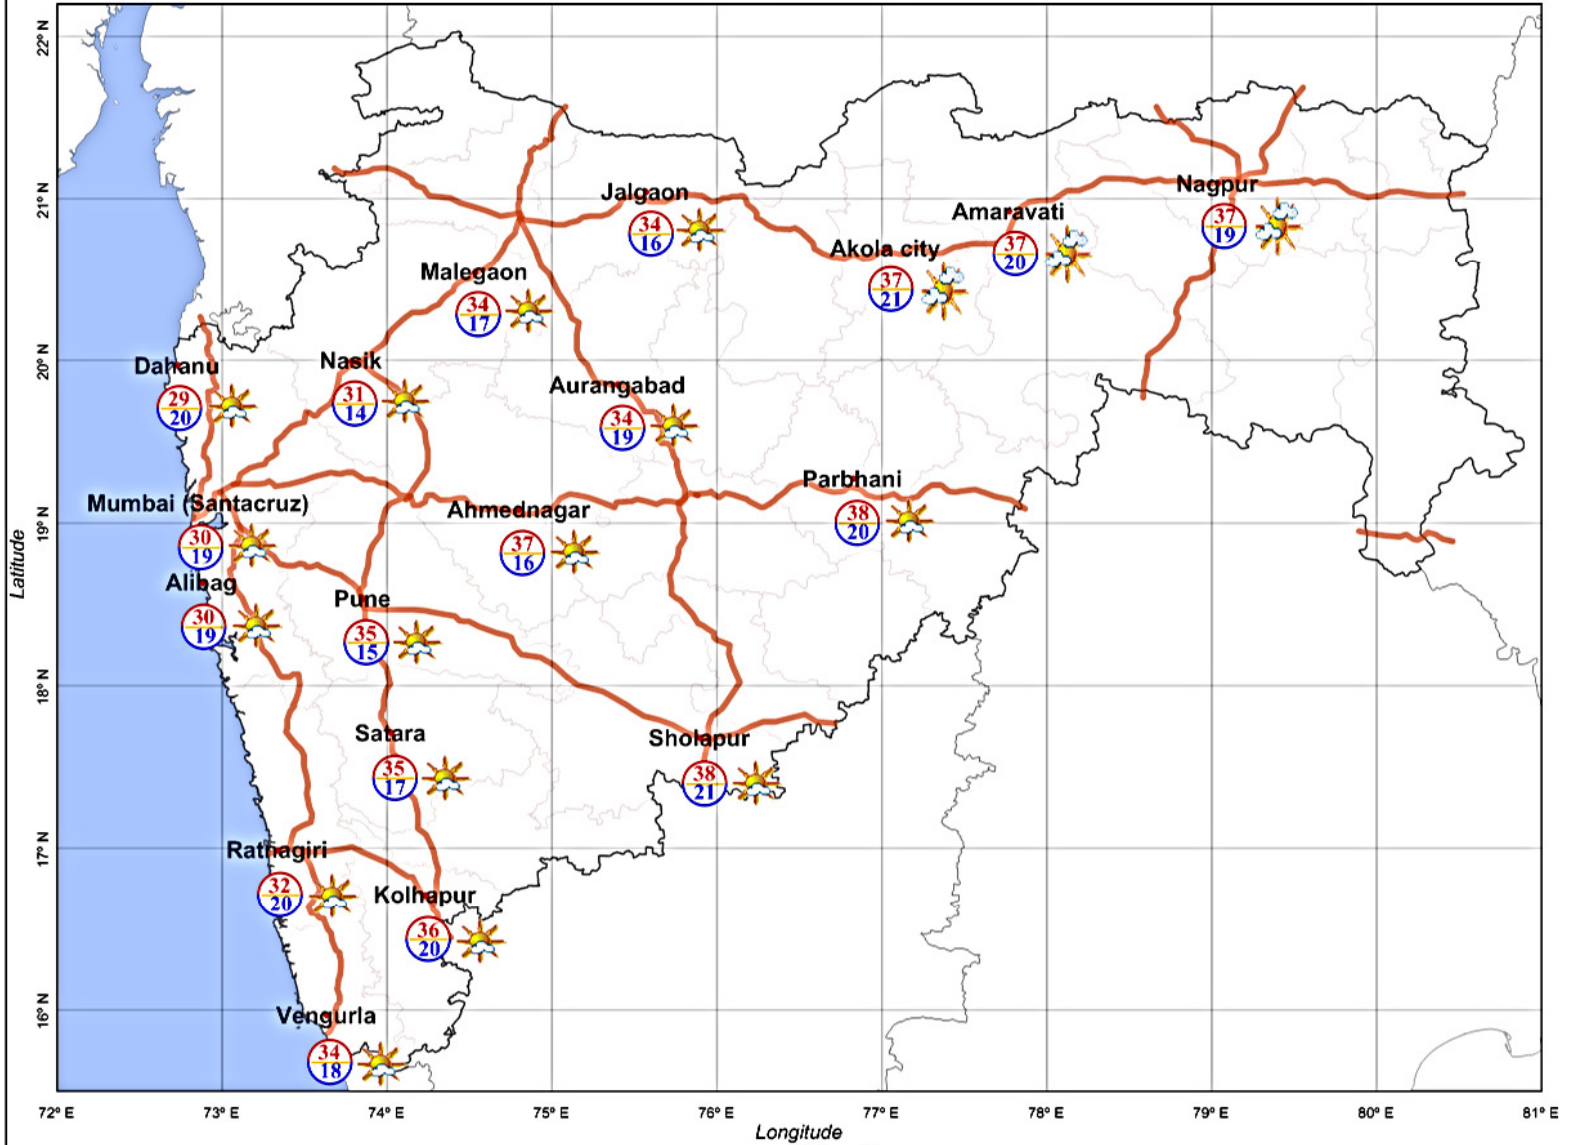 22° N
21° N
20° N
19° N
18° N
17° N
16° N
Latitude
Jalgaon
34
16
Nagpur
37
19
Amaravati
37
20
Akola city
37
21
Malegaon
34
17
Dahanu
29
20
Nasik
31
14
Aurangabad
34
19
Parbhani
38
20
Mumbai (Santacruz)
30
19
Ahmednagar
37
16
Alibag
30
19
Pune
35
15
Satara
35
17
Sholapur
38
21
Ratnagiri
32
20
Kolhapur
36
20
Vengurla
34
18
72° E 73° E 74° E 75° E 76° E 77° E 78° E 79° E 80° E 81° E
Longitude